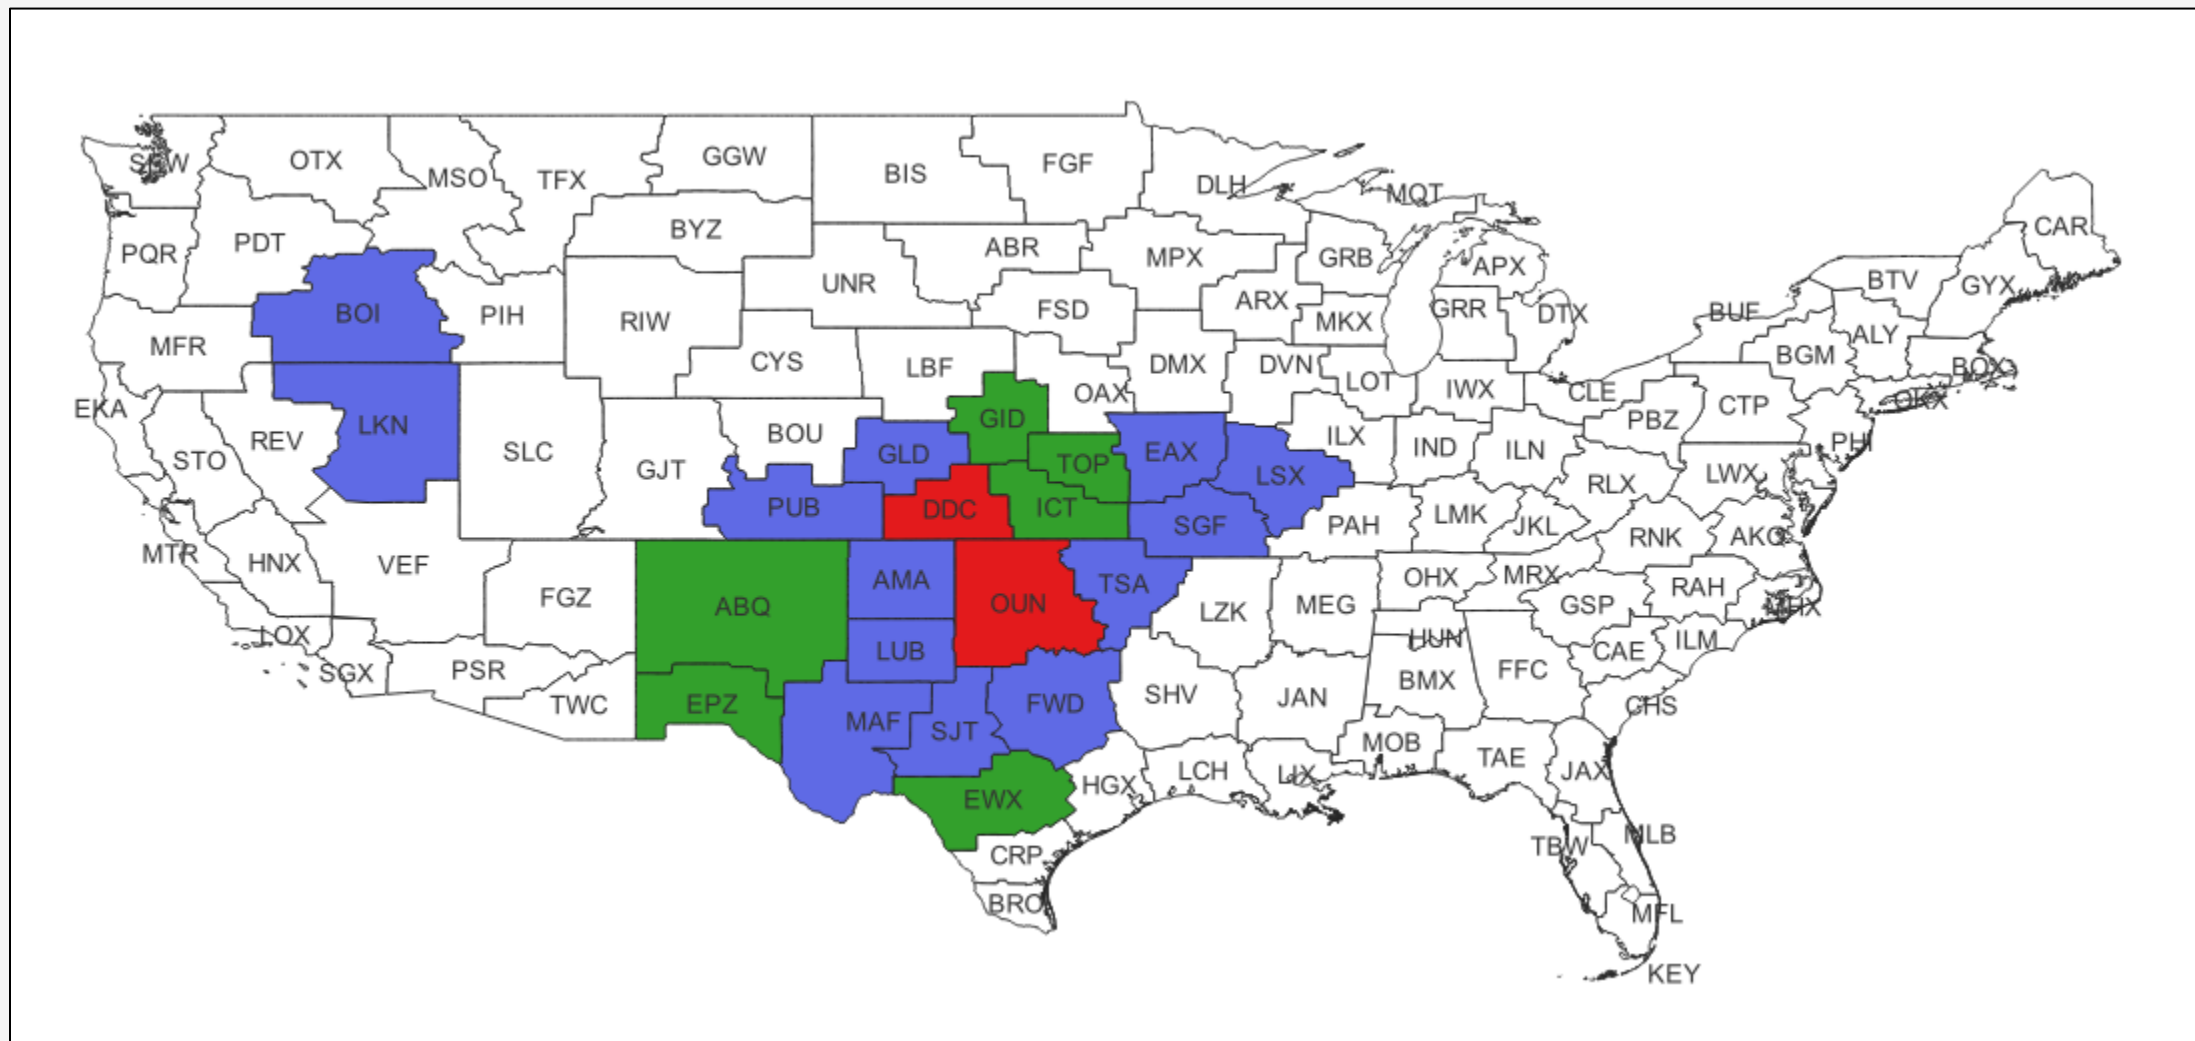 SEW
OTX
MSO
TFX
GGW
BIS
FGF
DLH
MQT
CAR
PQR
PDT
BYZ
ABR
MPX
GRB
APX
BTV
GYX
UNR
BOI
PIH
RIW
FSD
ARX
MKX
GRR
DTX
BUF
ALY
MFR
CYS
LBF
DMX
DVN
LOT
IWX
CLE
BGM
BOX
OKX
EKA
OAX
PBZ
CTP
LKN
REV
STO
SLC
GJT
BOU
GID
GLD
TOP
EAX
LSX
ILX
IND
ILN
RLX
LWX
PHI
PUB
DDC
ICT
SGF
PAH
LMK
JKL
RNK
AKQ
MTR
HNX
VEF
FGZ
ABQ
AMA
OUN
TSA
LZK
MEG
OHX
MRX
GSP
RAH
MHX
LOX
SGX
PSR
TWC
EPZ
LUB
MAF
SJT
FWD
SHV
JAN
HUN
BMX
FFC
CAE
ILM
CHS
EWX
HGX
LCH
LIX
MOB
TAE
JAX
CRP
BRO
TBW
MLB
MFL
KEY